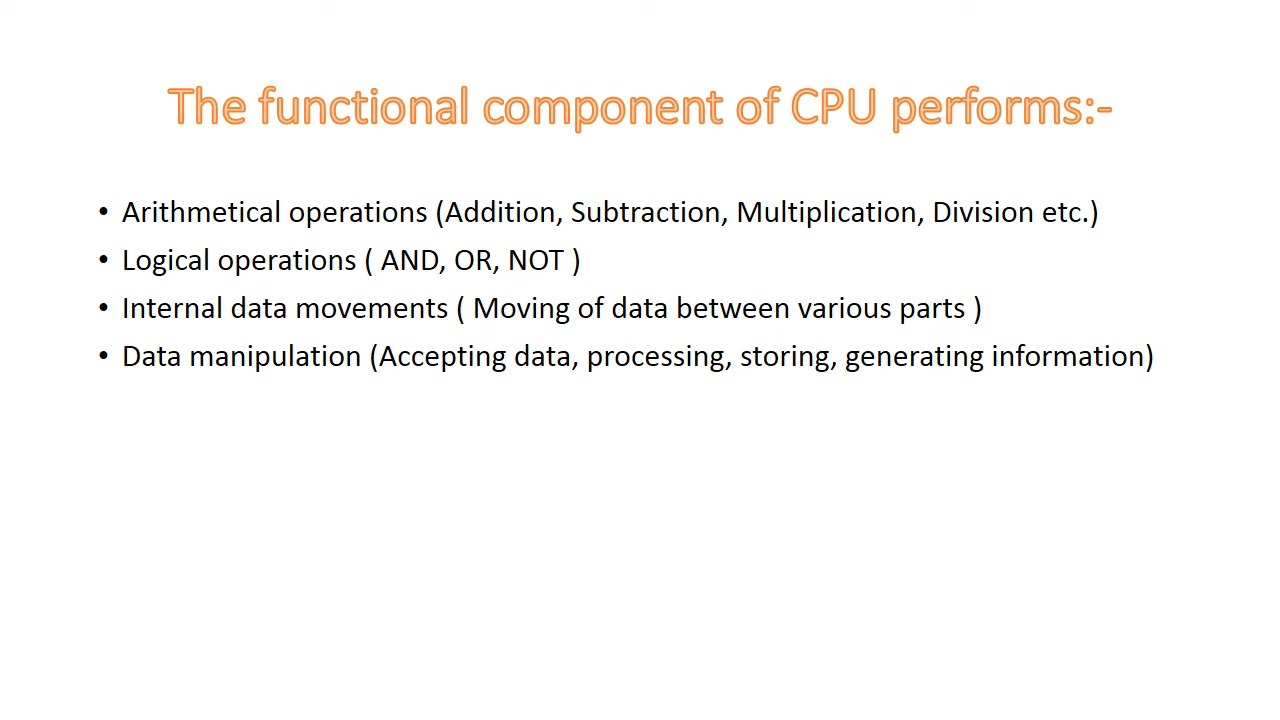 The functional component of CPU performs:-
• Arithmetical operations (Addition, Subtraction, Multiplication, Division etc.)
• Logical operations ( AND, OR, NOT )
• Internal data movements ( Moving of data between various parts )
• Data manipulation (Accepting data, processing, storing, generating information)